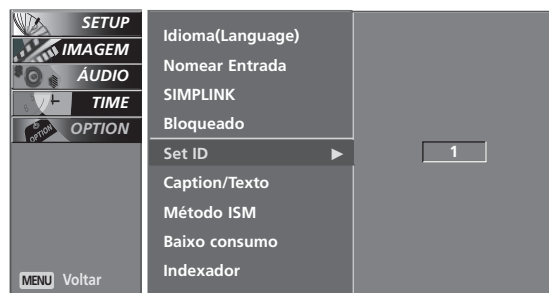 SETUP
IMAGEM
ÁUDIO
TIME
OPTION
OPTION
MENU Voltar
Idioma(Language)
Nomear Entrada
SIMPLINK
Bloqueado
Set ID ►
Caption/Texto
Método ISM
Baixo consumo
Indexador
1